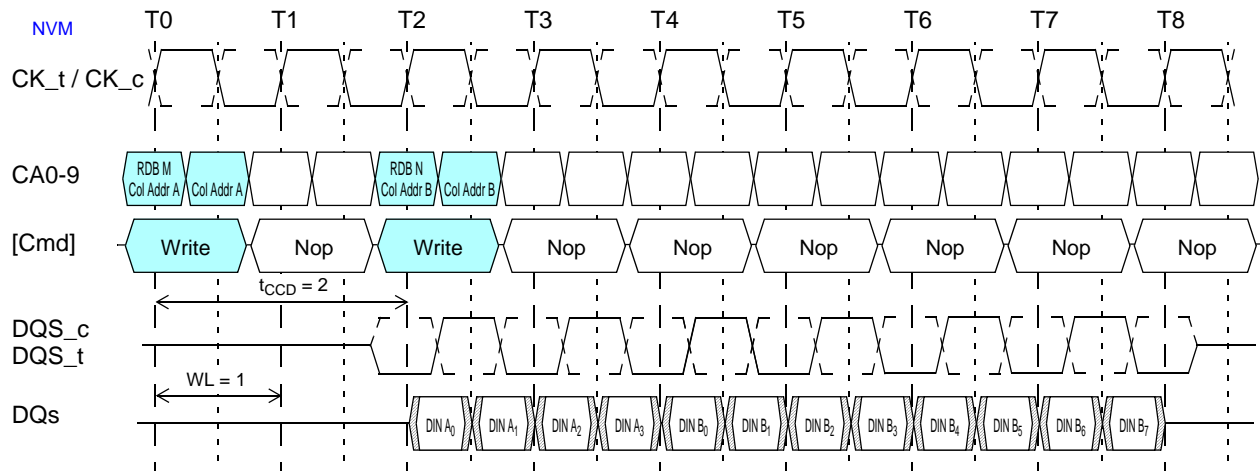 NVM T0 T1 T2 T3 T4 T5 T6 T7 T8
CK_t / CK_c
CA0-9 RDB M Col Addr A Col Addr A RDB N Col Addr B Col Addr B
[Cmd] Write Nop Write Nop Nop Nop Nop Nop Nop
tCCD = 2
DQS_c
DQS_t
WL = 1
DQs DIN A0 DIN A1 DIN A2 DIN A3 DIN B0 DIN B1 DIN B2 DIN B3 DIN B4 DIN B5 DIN B6 DIN B7